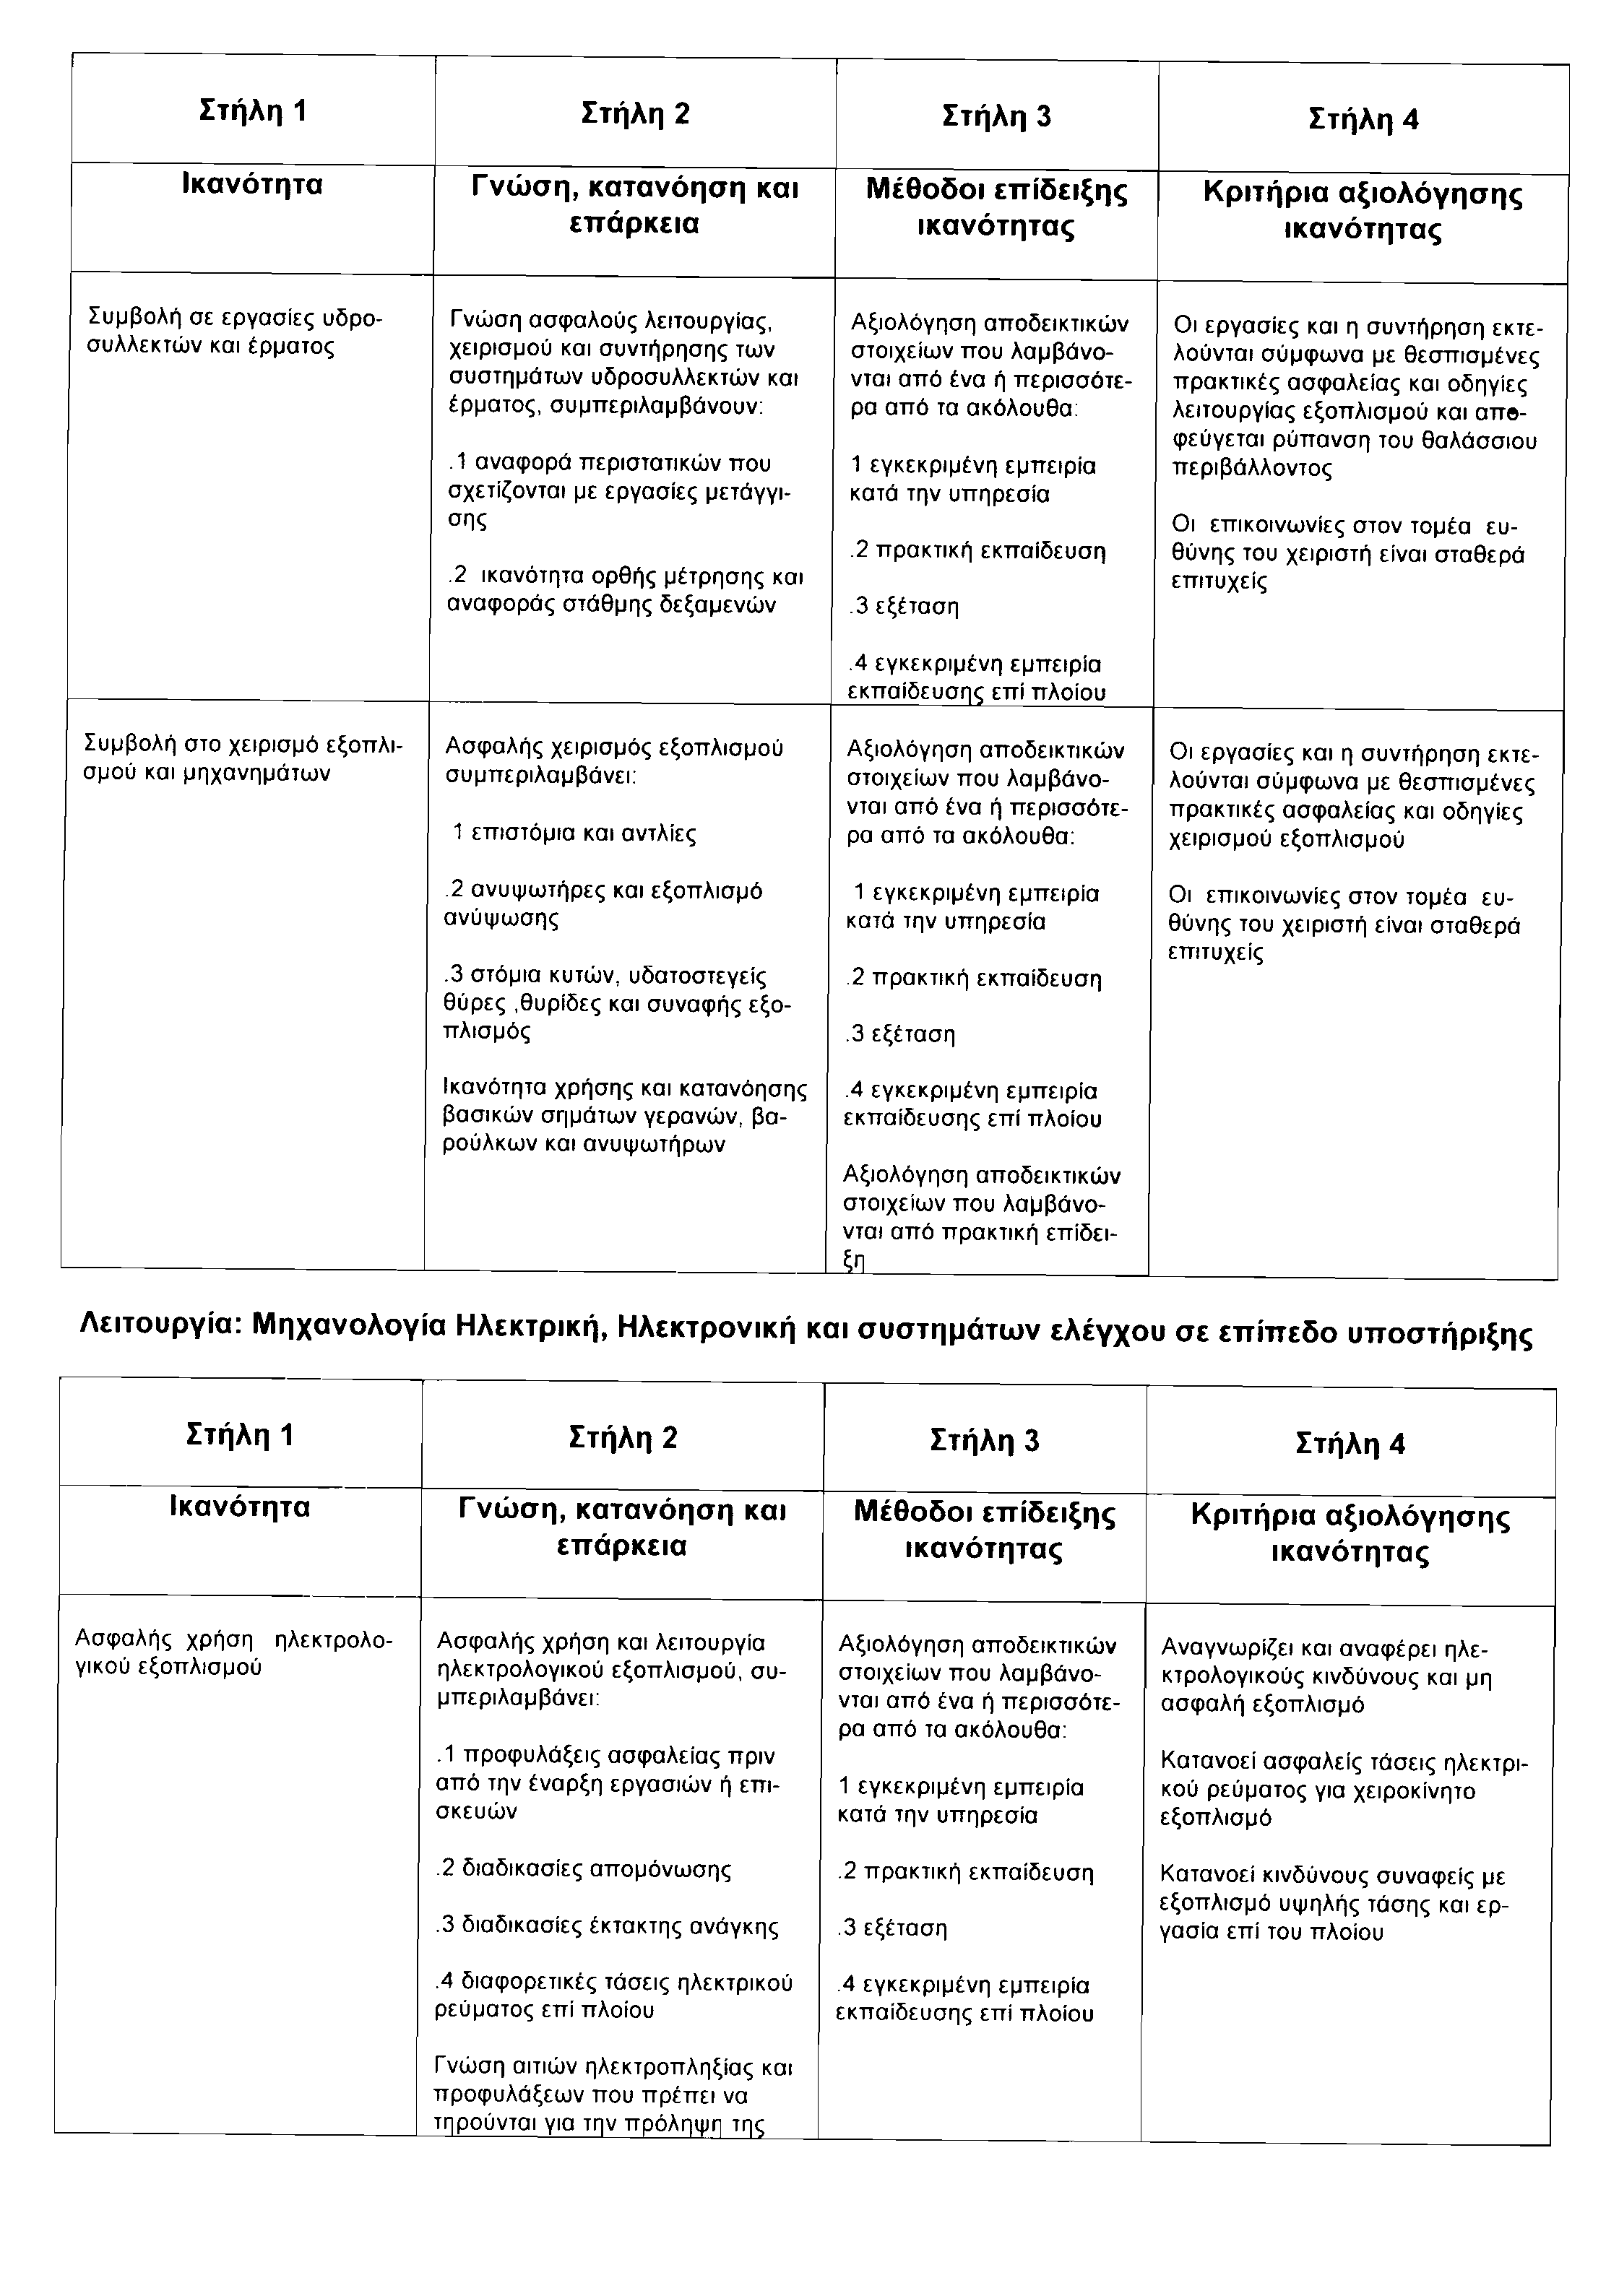 Στήλη 1
Στήλη 2
Στήλη 3
Στήλη 4
Ικανότητα
Γνώση, κατανόηση και
επάρκεια
Μέθοδοι επίδειξης
ικανότητας
Κριτήρια αξιολόγησης
ικανότητας
Συμβολή σε εργασίες υδρο-
συλλεκτών και έρματος
Γνώση ασφαλούς λειτουργίας,
χειρισμού και συντήρησης των
συστημάτων υδροσυλλεκτών και
έρματος, συμπεριλαμβάνουν:
.1 αναφορά περιστατικών που
σχετίζονται με εργασίες μετάγγι-
σης
.2 ικανότητα ορθής μέτρησης και
αναφοράς στάθμης δεξαμενών
Αξιολόγηση αποδεικτικών
στοιχείων που λαμβάνο-
νται από ένα ή περισσότε-
ρα από τα ακόλουθα:
1 εγκεκριμένη εμπειρία
κατά την υπηρεσία
.2 πρακτική εκπαίδευση
.3 εξέταση
.4 εγκεκριμένη εμπειρία
εκπαίδευσης επί πλοίου
Οι εργασίες και η συντήρηση εκτε-
λούνται σύμφωνα με θεσπισμένες
πρακτικές ασφαλείας και οδηγίες
λειτουργίας εξοπλισμού και απο-
φεύγεται ρύπανση του θαλάσσιου
περιβάλλοντος
Οι επικοινωνίες στον τομέα ευ-
θύνης του χειριστή είναι σταθερά
επιτυχείς
Συμβολή στο χειρισμό εξοπλι-
σμού και μηχανημάτων
Ασφαλής χειρισμός εξοπλισμού
συμπεριλαμβάνει:
1 επιστόμια και αντλίες
.2 ανυψωτήρες και εξοπλισμό
ανύψωσης
.3 στόμια κυτών, υδατοστεγείς
θύρες ,θυρίδες και συναφής εξο-
πλισμός
Ικανότητα χρήσης και κατανόησης
βασικών σημάτων γερανών, βα-
ρούλκων και ανυψωτήρων
Αξιολόγηση αποδεικτικών
στοιχείων που λαμβάνο-
νται από ένα ή περισσότε-
ρα από τα ακόλουθα:
1 εγκεκριμένη εμπειρία
κατά την υπηρεσία
.2 πρακτική εκπαίδευση
.3 εξέταση
.4 εγκεκριμένη εμπειρία
εκπαίδευσης επί πλοίου
Αξιολόγηση αποδεικτικών
στοιχείων που λαμβάνο-
νται από πρακτική επίδει-
ξη
Οι εργασίες και η συντήρηση εκτε-
λούνται σύμφωνα με θεσπισμένες
πρακτικές ασφαλείας και οδηγίες
χειρισμού εξοπλισμού
Οι επικοινωνίες στον τομέα ευ-
θύνης του χειριστή είναι σταθερά
επιτυχείς
Λειτουργία: Μηχανολογία Ηλεκτρική, Ηλεκτρονική και συστημάτων ελέγχου σε επίπεδο υποστήριξης
Στήλη 1
Στήλη 2
Στήλη 3
Στήλη 4
Ικανότητα
Γνώση, κατανόηση και
επάρκεια
Μέθοδοι επίδειξης
ικανότητας
Κριτήρια αξιολόγησης
ικανότητας
Ασφαλής χρήση ηλεκτρολο-
γικού εξοπλισμού
Ασφαλής χρήση και λειτουργία
ηλεκτρολογικού εξοπλισμού, συ-
μπεριλαμβάνει:
.1 προφυλάξεις ασφαλείας πριν
από την έναρξη εργασιών ή επι-
σκευών
.2 διαδικασίες απομόνωσης
.3 διαδικασίες έκτακτης ανάγκης
.4 διαφορετικές τάσεις ηλεκτρικού
ρεύματος επί πλοίου
Γνώση αιτιών ηλεκτροπληξίας και
προφυλάξεων που πρέπει να
τηρούνται για την πρόληψη της
Αξιολόγηση αποδεικτικών
στοιχείων που λαμβάνο-
νται από ένα ή περισσότε-
ρα από τα ακόλουθα:
1 εγκεκριμένη εμπειρία
κατά την υπηρεσία
.2 πρακτική εκπαίδευση
.3 εξέταση
.4 εγκεκριμένη εμπειρία
εκπαίδευσης επί πλοίου
Αναγνωρίζει και αναφέρει ηλε-
κτρολογικούς κινδύνους και μη
ασφαλή εξοπλισμό
Κατανοεί ασφαλείς τάσεις ηλεκτρι-
κού ρεύματος για χειροκίνητο
εξοπλισμό
Κατανοεί κινδύνους συναφείς με
εξοπλισμό υψηλής τάσης και ερ-
γασία επί του πλοίου